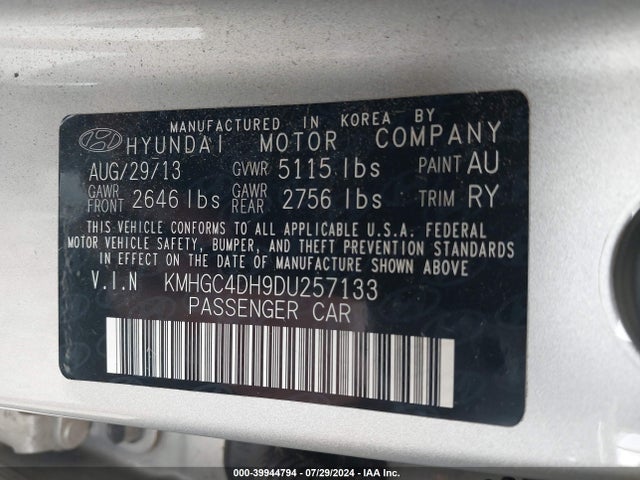 MANUFACTURED IN KOREA BY
HYUNDAI MOTOR COMPANY
AUG/29/13 GVWR 5115 lbs PAINT AU
GAWR FRONT 2646 lbs GAWR REAR 2756 lbs TRIM RY
THIS VEHICLE CONFORMS TO ALL APPLICABLE U.S.A. FEDERAL
MOTOR VEHICLE SAFETY, BUMPER, AND THEFT PREVENTION STANDARDS
IN EFFECT ON THE DATE OF MANUFACTURE SHOWN ABOVE
V.I.N KMHGC4DH9DU257133
PASSENGER CAR
000-39944794 - 07/29/2024 - IAA Inc.